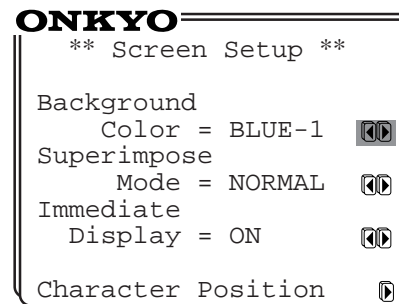 ONKYO
** Screen Setup **
Background
Color = BLUE-1
Superimpose
Mode = NORMAL
Immediate
Display = ON
Character Position